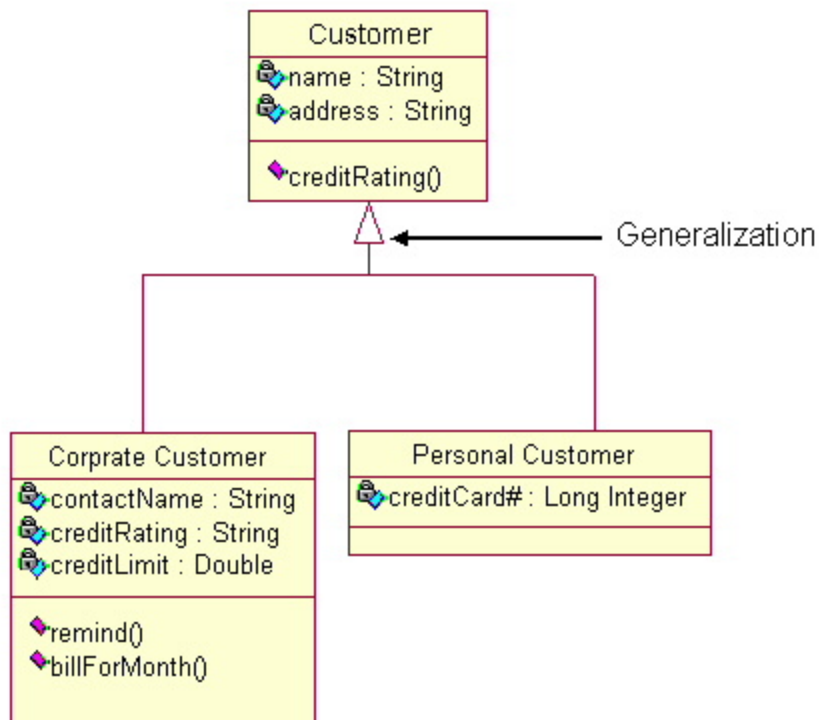 Customer
name : String
address : String
creditRating()
Generalization
Corprate Customer
contactName : String
creditRating : String
creditLimit : Double
remind()
billForMonth()
Personal Customer
creditCard# : Long Integer